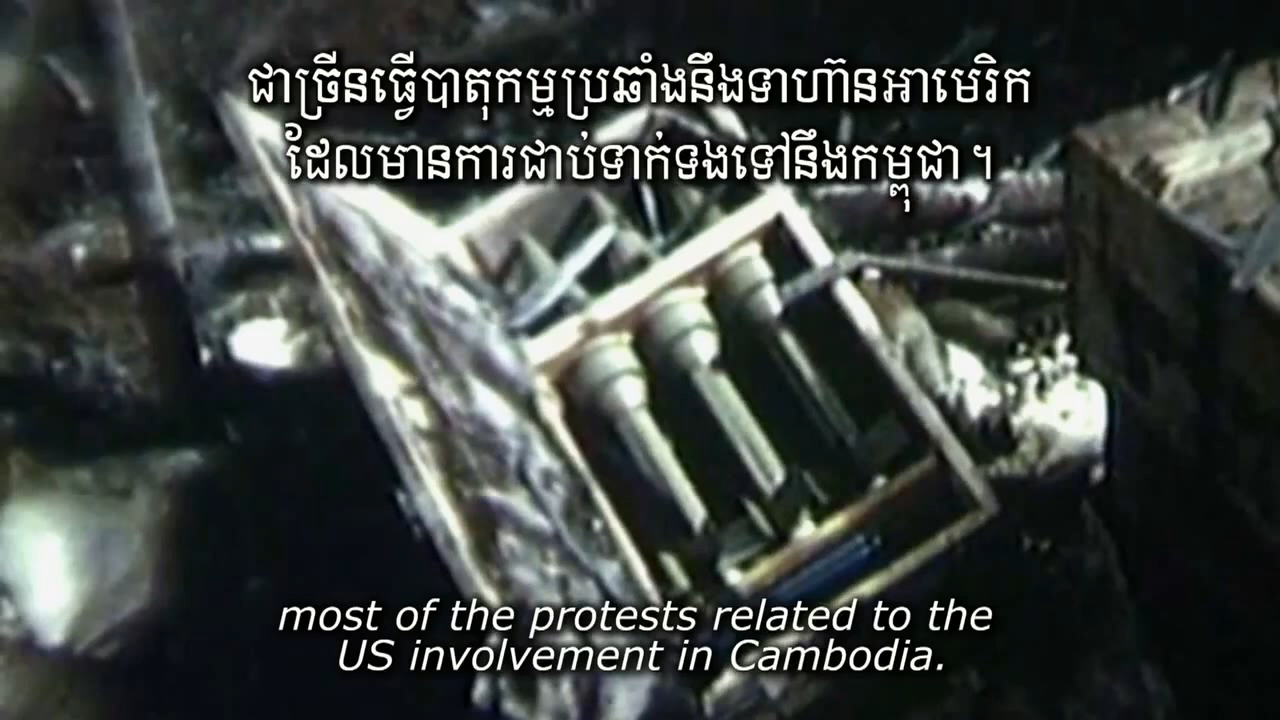 ជាច្រើនធ្វើបាតុកម្មប្រឆាំងនឹងទាហ៊នអាមេរិក
ដែលមានការជាប់ទាក់ទងទៅនឹងកម្ពុជា។
most of the protests related to the
US involvement in Cambodia.